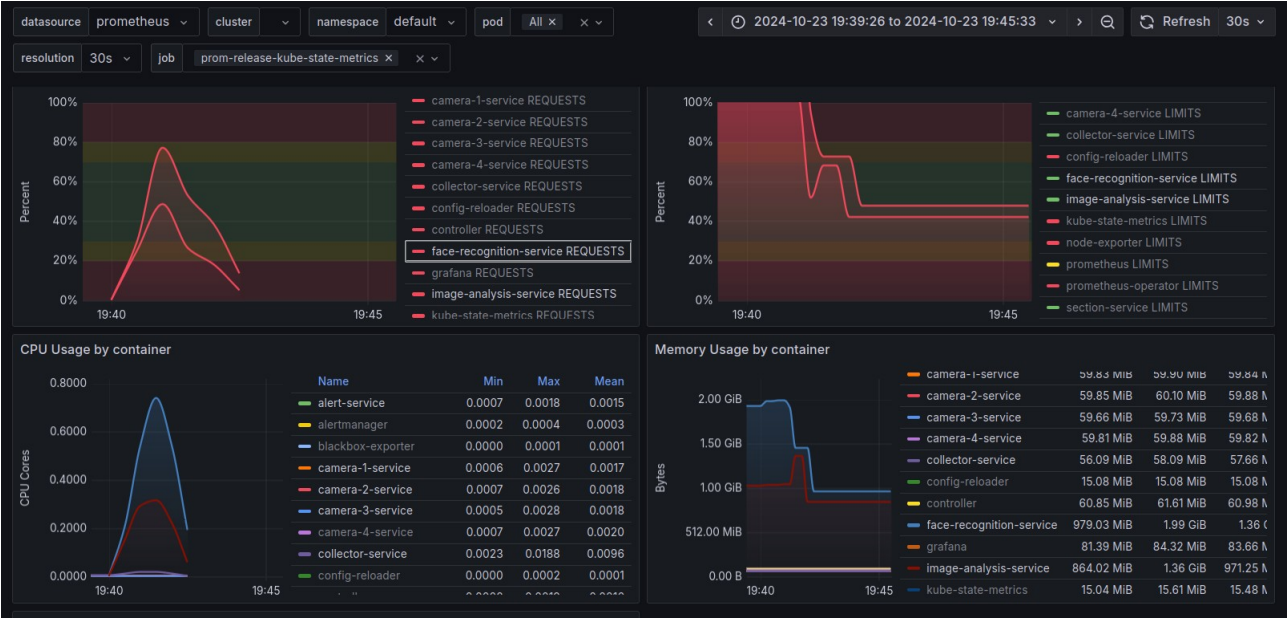 datasource prometheus cluster namespace default pod All 2024-10-23 19:39:26 to 2024-10-23 19:45:33 Refresh 30s
resolution 30s job prom-release-kube-state-metrics
100%
80%
60%
40%
20%
0%
Percent
19:40 19:45
camera-1-service REQUESTS
camera-2-service REQUESTS
camera-3-service REQUESTS
camera-4-service REQUESTS
collector-service REQUESTS
config-reloader REQUESTS
controller REQUESTS
face-recognition-service REQUESTS
grafana REQUESTS
image-analysis-service REQUESTS
kube-state-metrics REQUESTS
100%
80%
60%
40%
20%
0%
Percent
19:40 19:45
camera-4-service LIMITS
collector-service LIMITS
config-reloader LIMITS
face-recognition-service LIMITS
image-analysis-service LIMITS
kube-state-metrics LIMITS
node-exporter LIMITS
prometheus LIMITS
prometheus-operator LIMITS
section-service LIMITS
CPU Usage by container
0.8000
0.6000
0.4000
0.2000
0.0000
CPU Cores
19:40 19:45
Name Min Max Mean
alert-service 0.0007 0.0018 0.0015
alertmanager 0.0002 0.0004 0.0003
blackbox-exporter 0.0000 0.0001 0.0001
camera-1-service 0.0006 0.0027 0.0017
camera-2-service 0.0007 0.0026 0.0018
camera-3-service 0.0005 0.0028 0.0018
camera-4-service 0.0007 0.0027 0.0020
collector-service 0.0023 0.0188 0.0096
config-reloader 0.0000 0.0002 0.0001
Memory Usage by container
2.00 GiB
1.50 GiB
1.00 GiB
512.00 MiB
0.00 B
Bytes
19:40 19:45
camera-1-service 59.83 MiB 59.90 MiB 59.84
camera-2-service 59.85 MiB 60.10 MiB 59.88
camera-3-service 59.66 MiB 59.73 MiB 59.68
camera-4-service 59.81 MiB 59.88 MiB 59.82
collector-service 56.09 MiB 58.09 MiB 57.66
config-reloader 15.08 MiB 15.08 MiB 15.08
controller 60.85 MiB 61.61 MiB 60.98
face-recognition-service 979.03 MiB 1.99 GiB 1.36
grafana 81.39 MiB 84.32 MiB 83.66
image-analysis-service 864.02 MiB 1.36 GiB 971.25
kube-state-metrics 15.04 MiB 15.61 MiB 15.48